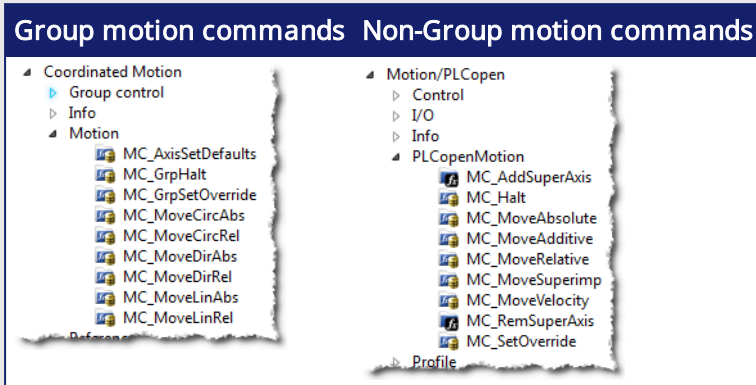 Group motion commands
Coordinated Motion
Group control
Info
Motion
MC_AxisSetDefaults
MC_GrpHalt
MC_GrpSetOverride
MC_MoveCircAbs
MC_MoveCircRel
MC_MoveDirAbs
MC_MoveDirRel
MC_MoveLinAbs
MC_MoveLinRel
Non-Group motion commands
Motion/PLCopen
Control
I/O
Info
PLCopenMotion
MC_AddSuperAxis
MC_Halt
MC_MoveAbsolute
MC_MoveAdditive
MC_MoveRelative
MC_MoveSuperimp
MC_MoveVelocity
MC_RemSuperAxis
MC_SetOverride
Profile